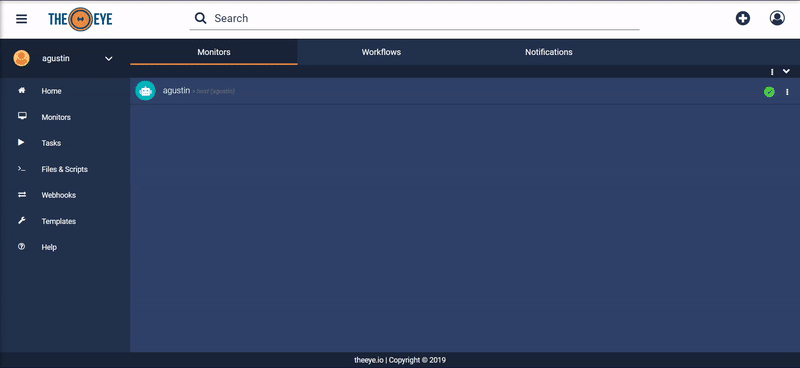 THE EYE
Search
agustin
Monitors
Workflows
Notifications
agustin • host (agustin)
Home
Monitors
Tasks
Files & Scripts
Webhooks
Templates
Help
theeye.io | Copyright © 2019